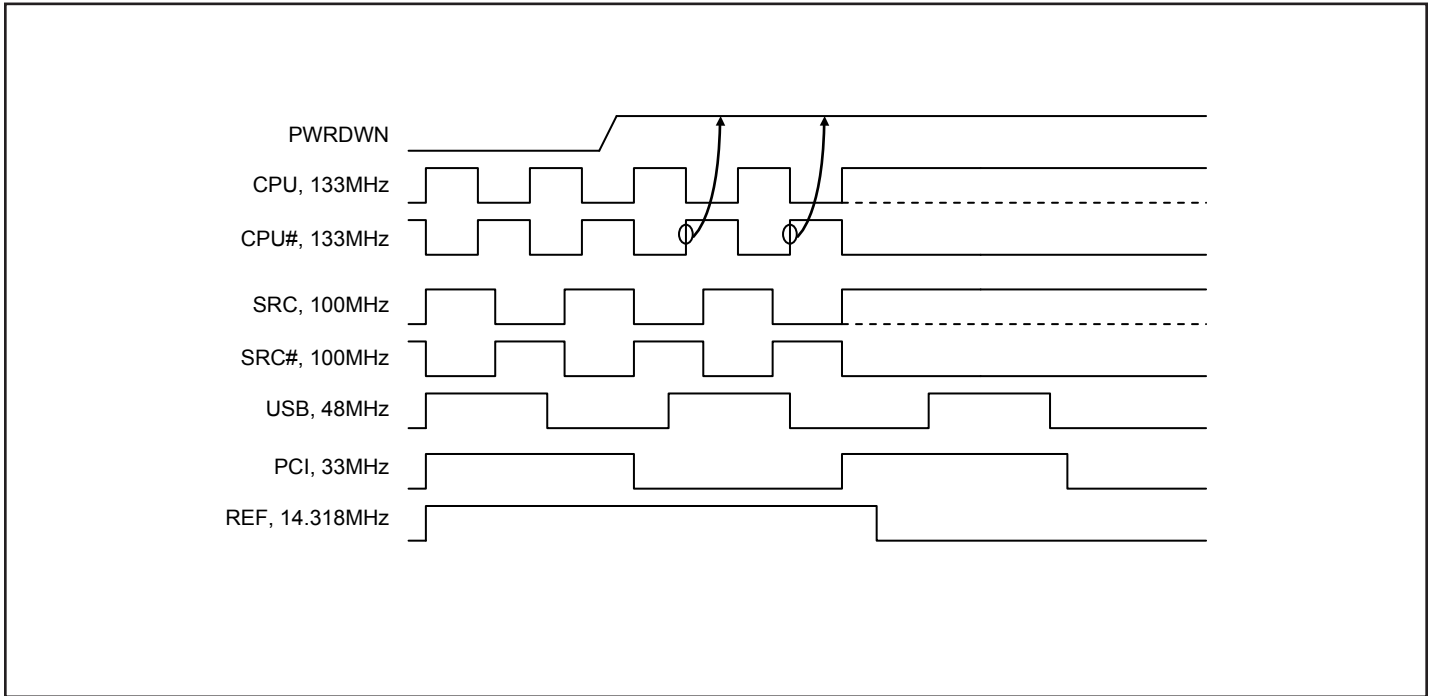 PWRDWN
CPU, 133MHz
CPU#, 133MHz
SRC, 100MHz
SRC#, 100MHz
USB, 48MHz
PCI, 33MHz
REF, 14.318MHz